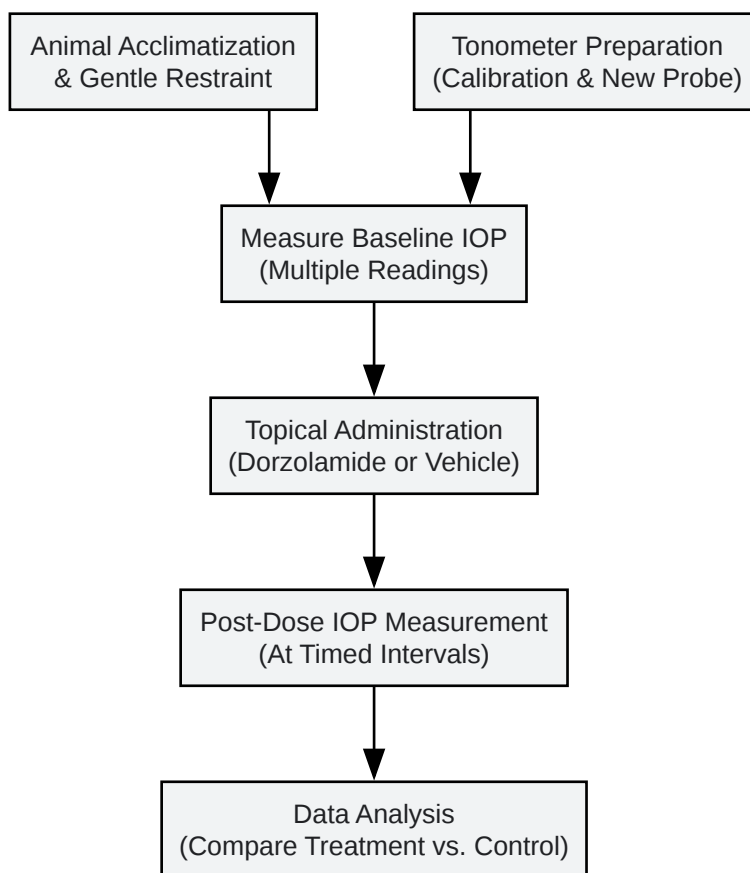 Animal Acclimatization
& Gentle Restraint
Tonometer Preparation
(Calibration & New Probe)
Measure Baseline IOP
(Multiple Readings)
Topical Administration
(Dorzolamide or Vehicle)
Post-Dose IOP Measurement
(At Timed Intervals)
Data Analysis
(Compare Treatment vs. Control)